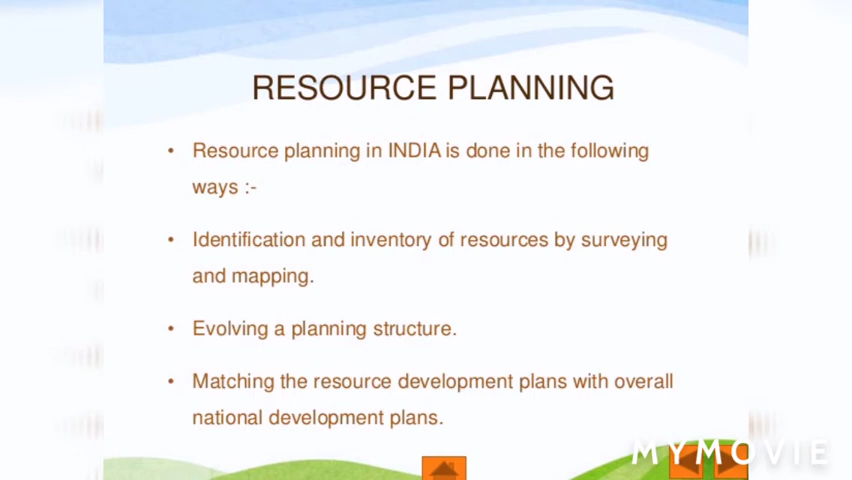 RESOURCE PLANNING
• Resource planning in INDIA is done in the following
ways :-
• Identification and inventory of resources by surveying
and mapping.
• Evolving a planning structure.
• Matching the resource development plans with overall
national development plans.
MYMOVIE